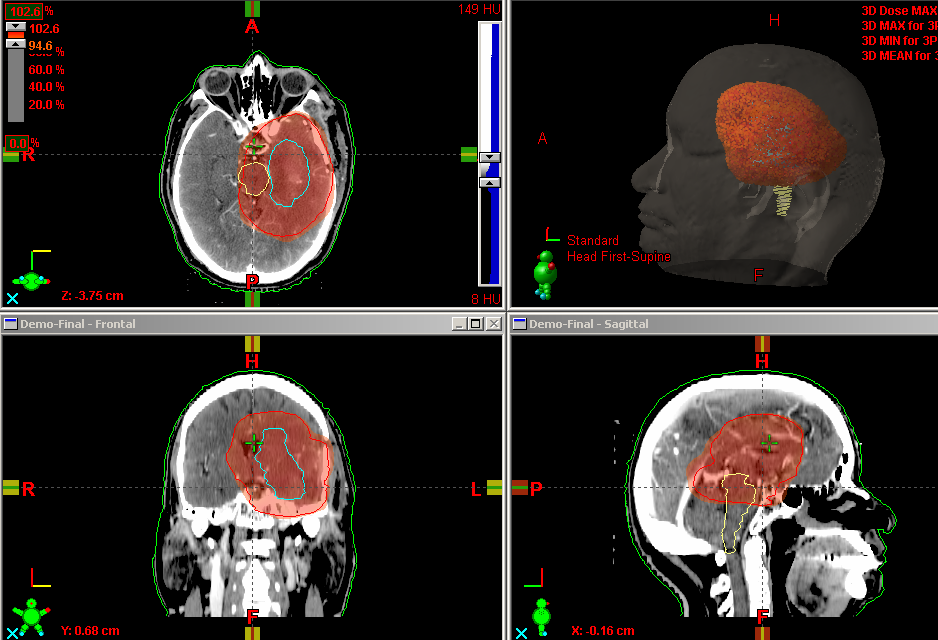 102.6 %
102.6
94.6
80.0 %
60.0 %
40.0 %
20.0 %
0.0 %
A
R
P
Z: -3.75 cm
149 HU
8 HU
3D Dose MAX
3D MAX for 3
3D MIN for 3P
3D MEAN for 3
H
A
F
Standard
Head First-Supine
Demo-Final - Frontal
H
R
L
F
Y: 0.68 cm
Demo-Final - Sagittal
H
P
F
X: -0.16 cm